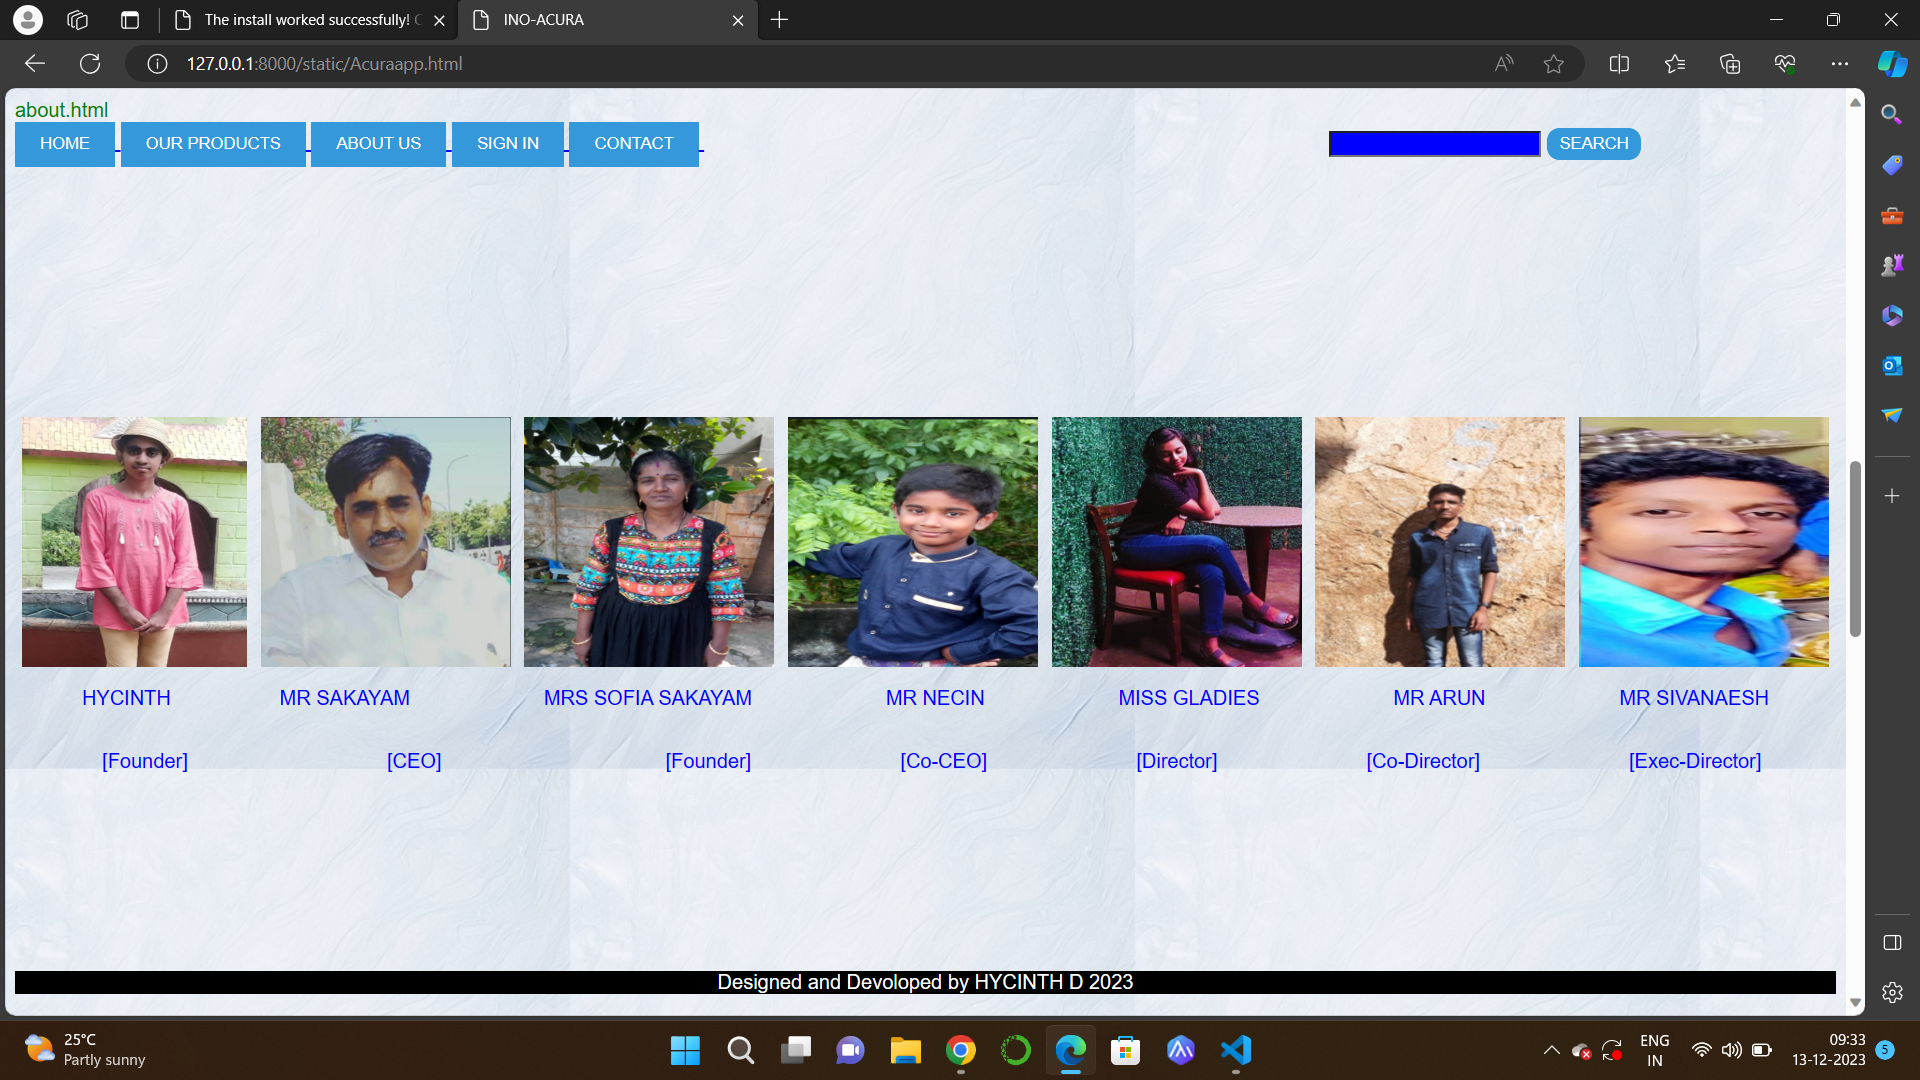 The install worked successfully! C
INO-ACURA
127.0.0.1:8000/static/Acuraapp.html
about.html
HOME OUR PRODUCTS ABOUT US SIGN IN CONTACT SEARCH
HYCINTH MR SAKAYAM MRS SOFIA SAKAYAM MR NECIN MISS GLADIES MR ARUN MR SIVANAESH
[Founder] [CEO] [Founder] [Co-CEO] [Director] [Co-Director] [Exec-Director]
Designed and Devoloped by HYCINTH D 2023
25°C
Partly sunny
ENG
IN
09:33
13-12-2023
5